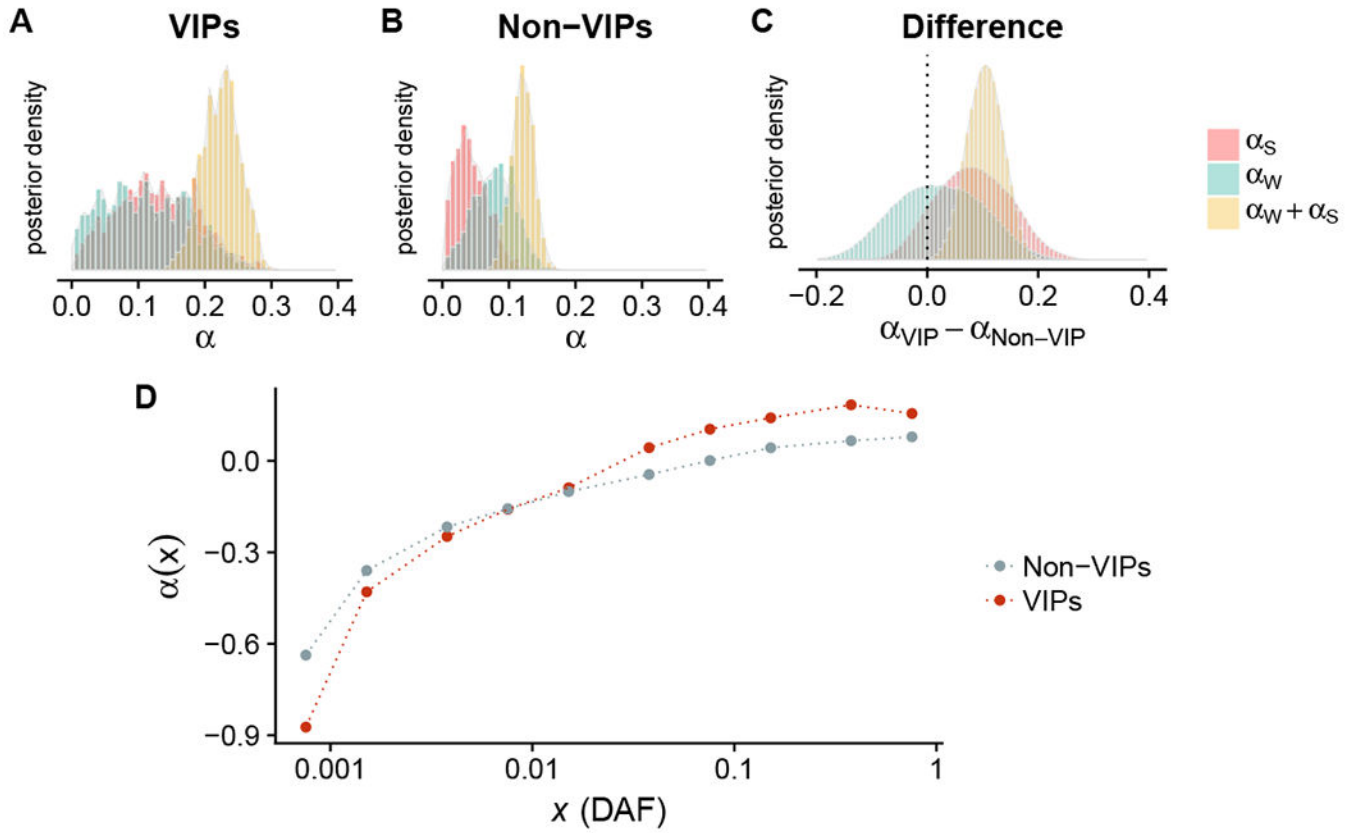 A
VIPs
B
Non−VIPs
C
Difference
posterior density
posterior density
posterior density
0.0 0.1 0.2 0.3 0.4
α
0.0 0.1 0.2 0.3 0.4
α
−0.2 0.0 0.2 0.4
αVIP − αNon−VIP
αS
αW
αW + αS
D
0.0
−0.3
−0.6
−0.9
α(x)
0.001 0.01 0.1 1
x (DAF)
Non−VIPs
VIPs